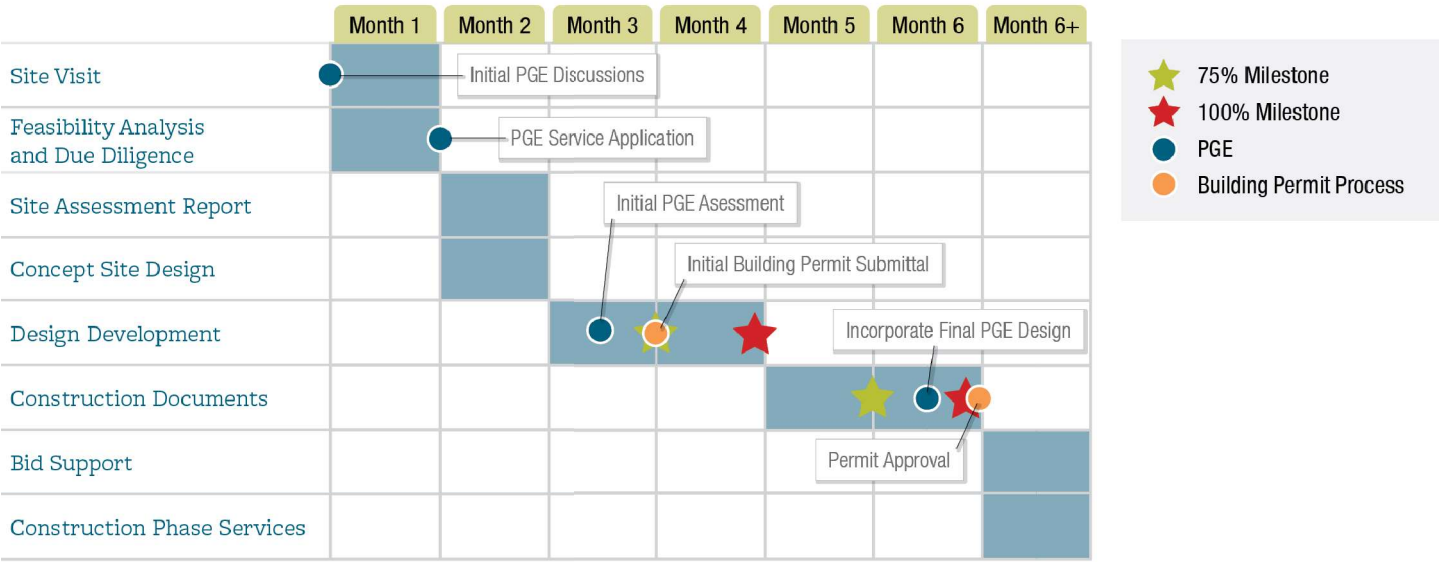 Month 1 Month 2 Month 3 Month 4 Month 5 Month 6 Month 6+
Site Visit
Initial PGE Discussions
Feasibility Analysis
and Due Diligence
PGE Service Application
Site Assessment Report
Initial PGE Asessment
Concept Site Design
Initial Building Permit Submittal
Design Development
Incorporate Final PGE Design
Construction Documents
Bid Support
Permit Approval
Construction Phase Services
75% Milestone
100% Milestone
PGE
Building Permit Process